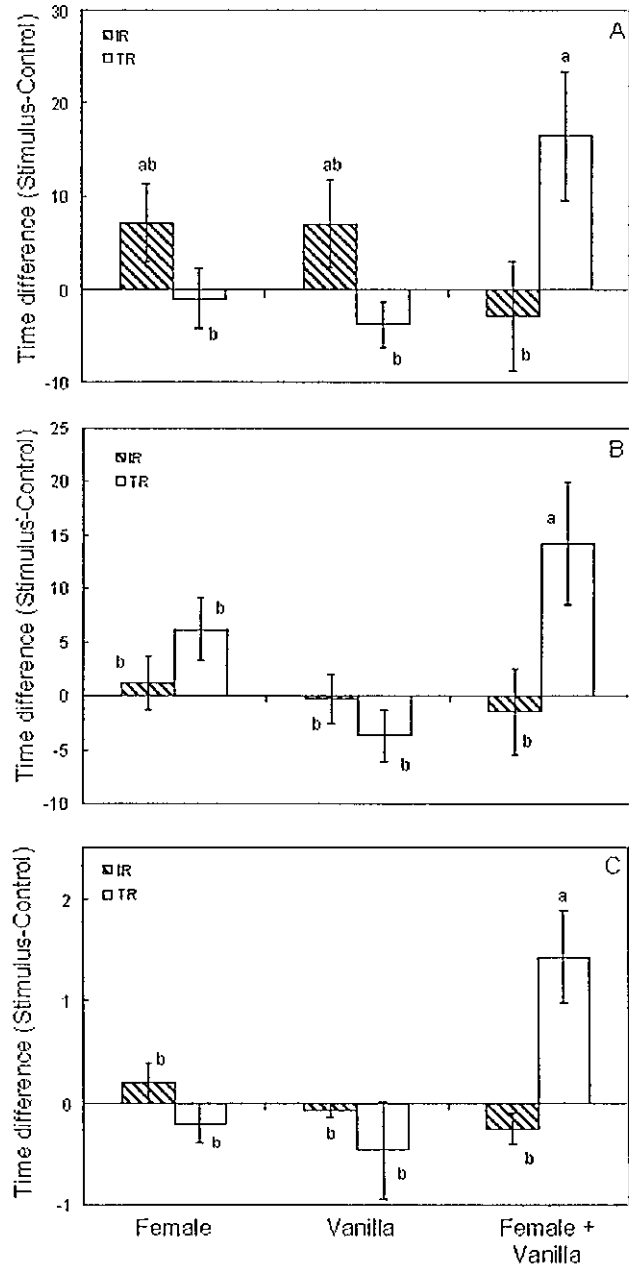 30
A
IR
TR
a
20
Time difference (Stimulus-Control)
ab
ab
10
0
b
b
b
-10
25
B
IR
TR
20
a
15
Time difference (Stimulus-Control)
10
b
5
b
0
b
b
b
-5
-10
C
IR
TR
2
a
Time difference (Stimulus-Control)
1
b
0
b
b
b
b
-1
Female
Vanilla
Female +
Vanilla